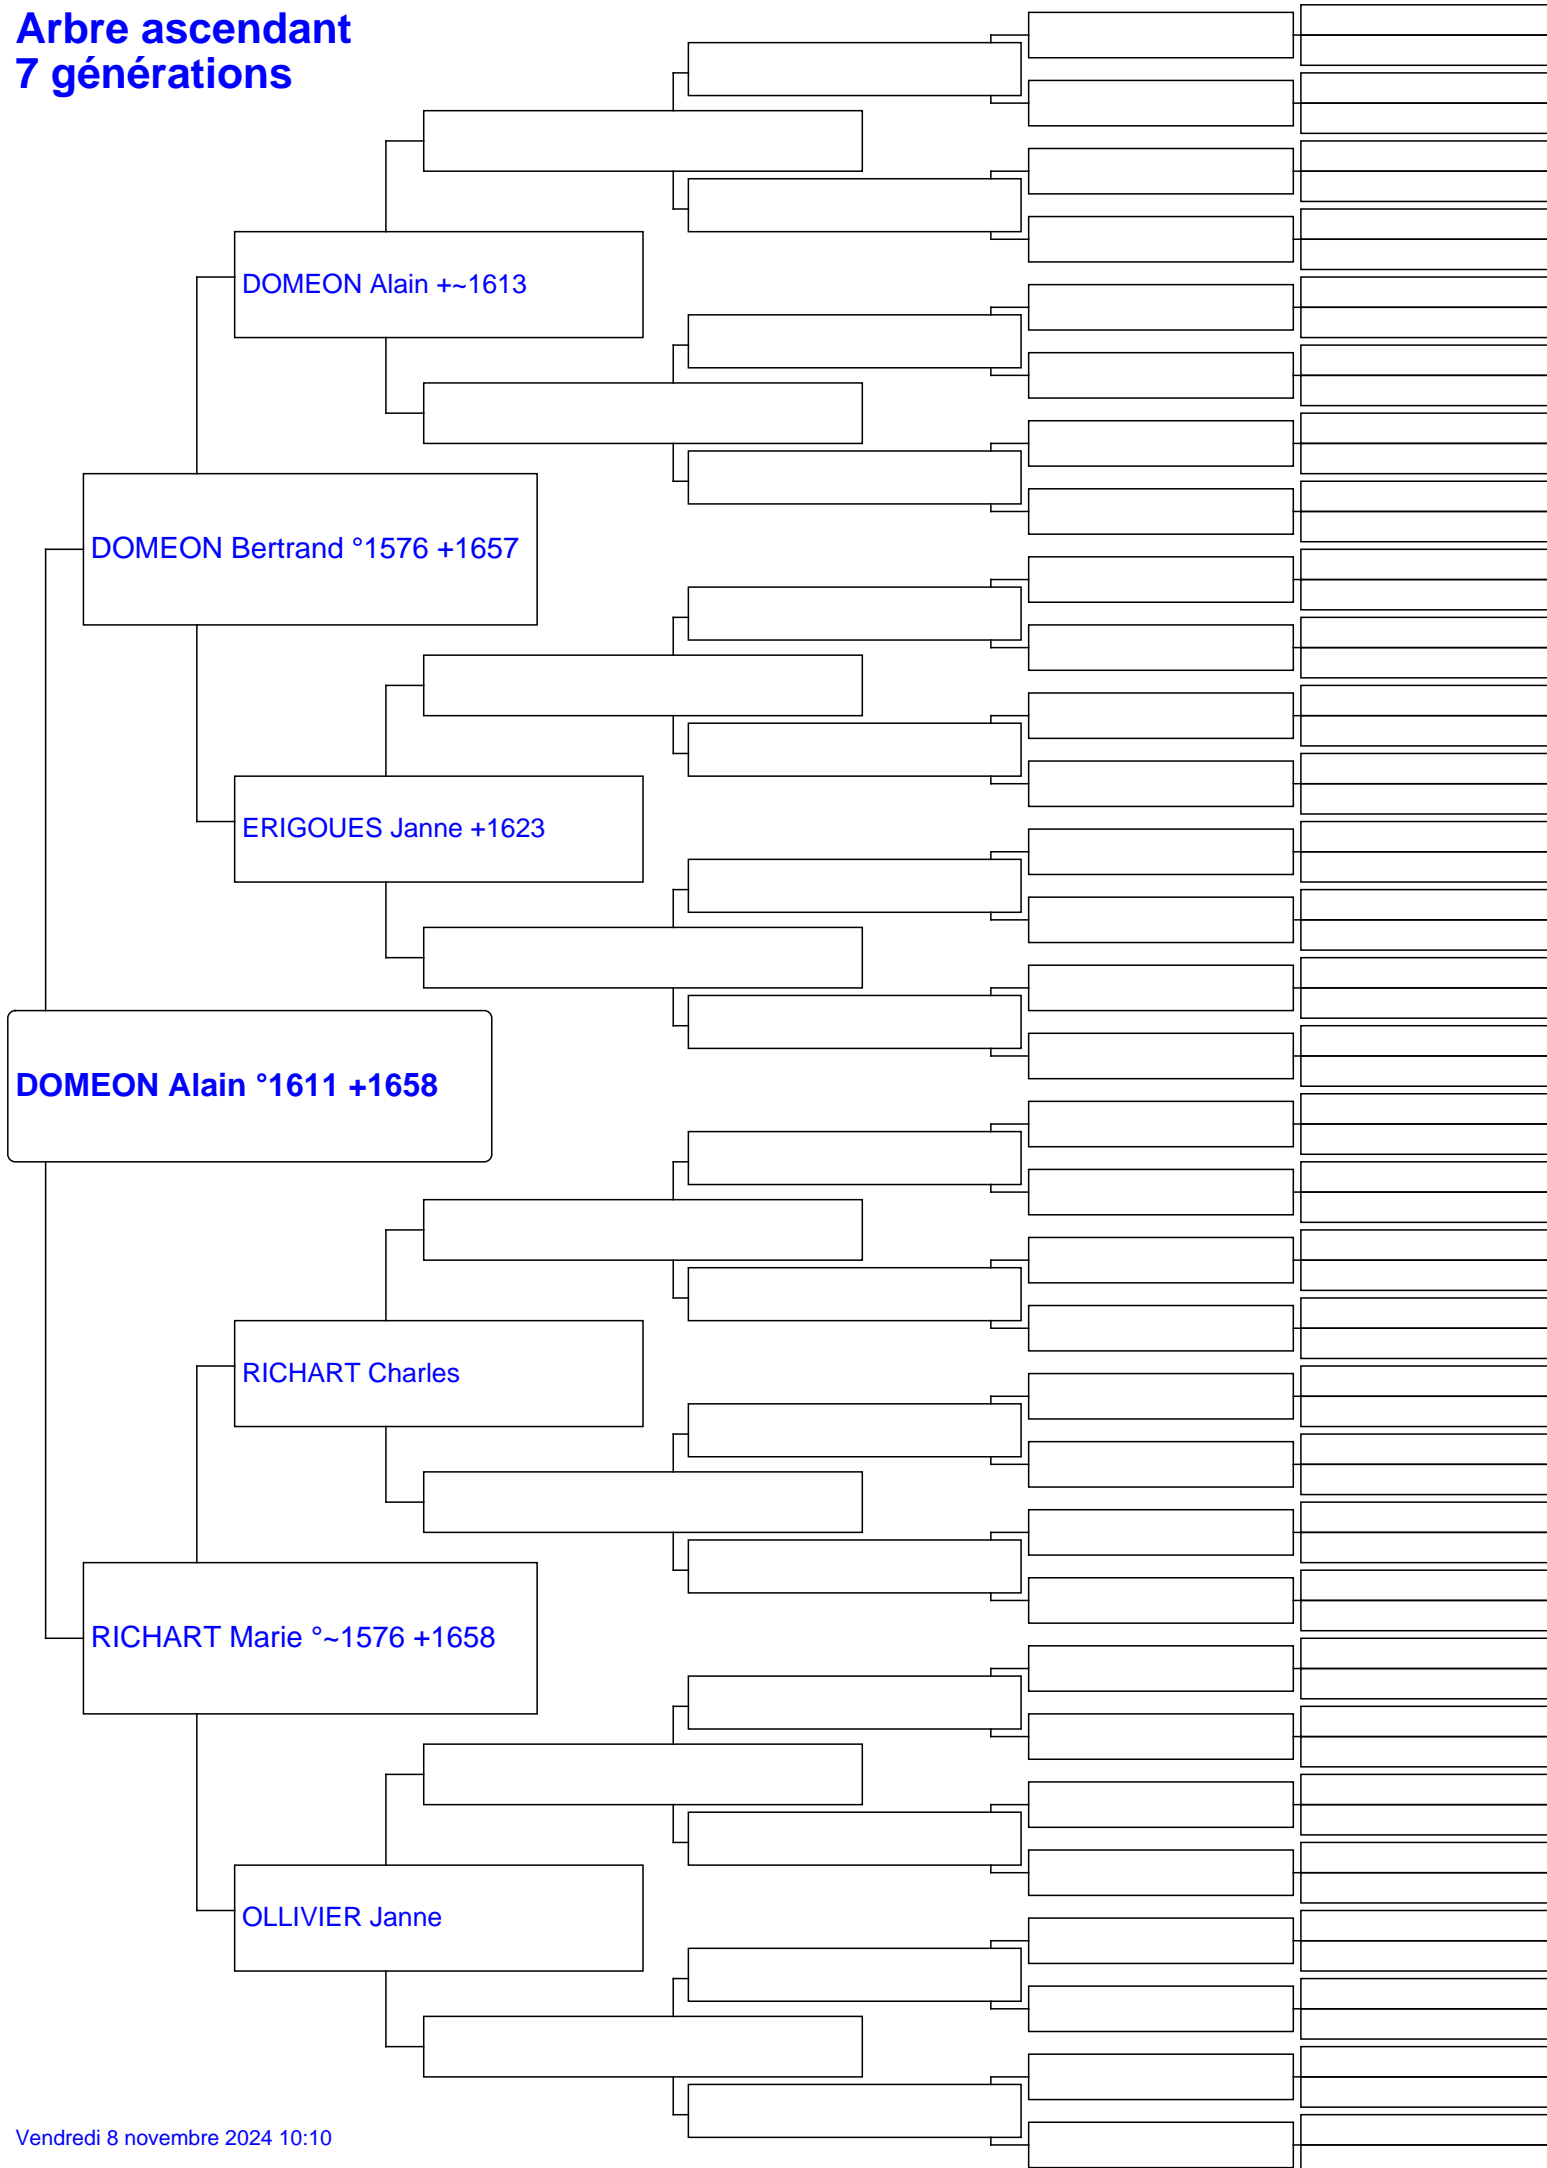 Arbre ascendant
7 générations
DOMEON Alain +~1613
DOMEON Bertrand °1576 +1657
ERIGOUES Janne +1623
DOMEON Alain °1611 +1658
RICHART Charles
RICHART Marie °~1576 +1658
OLLIVIER Janne
Vendredi 8 novembre 2024 10:10